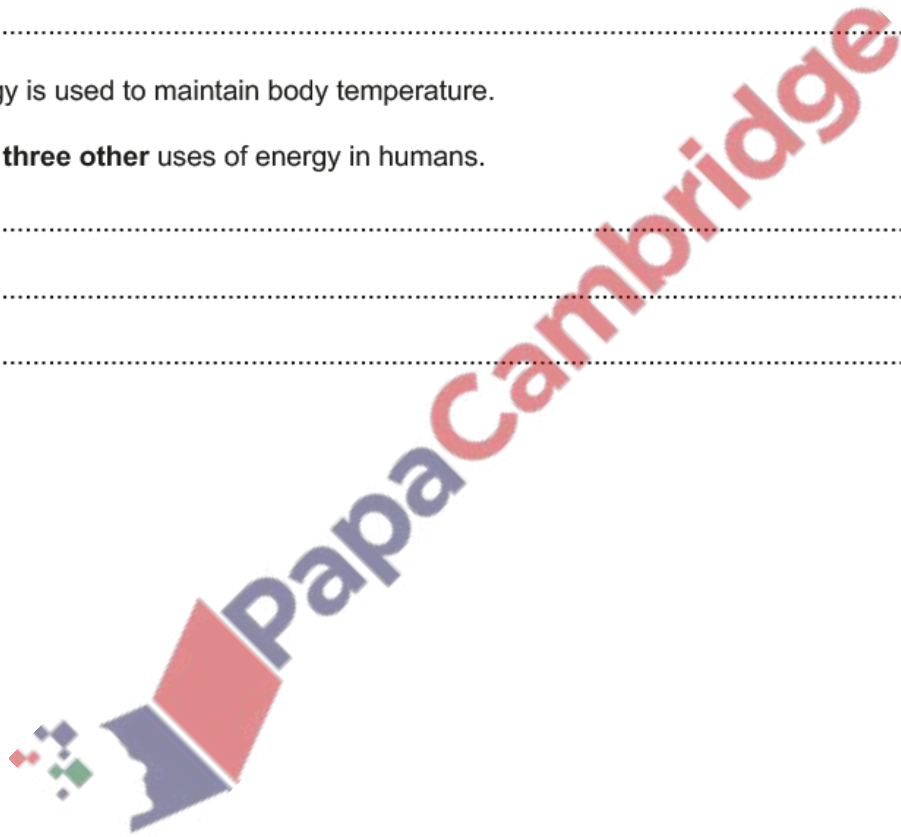 gy is used to maintain body temperature.
three other uses of energy in humans.
PapaCambridge